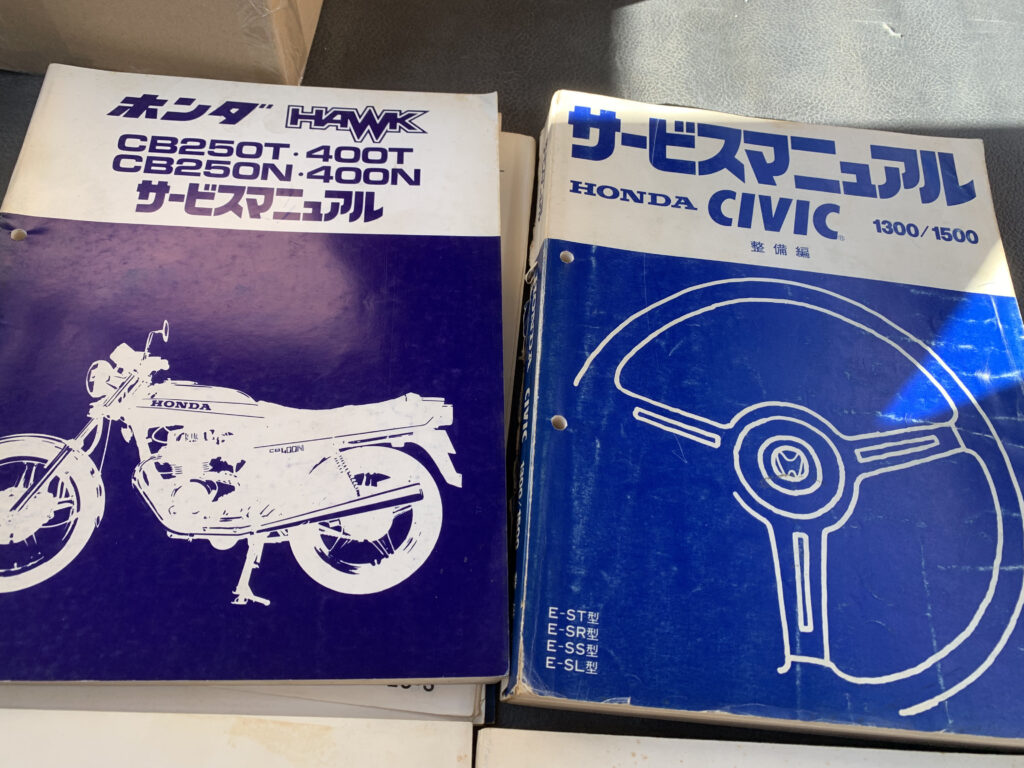 ホンダ HAWK
CB250T・400T
CB250N・400N
サービスマニュアル
HONDA
CB400N
サービスマニュアル
HONDA CIVIC® 1300/1500
整備編
E-ST型
E-SR型
E-SS型
E-SL型
CIVIC